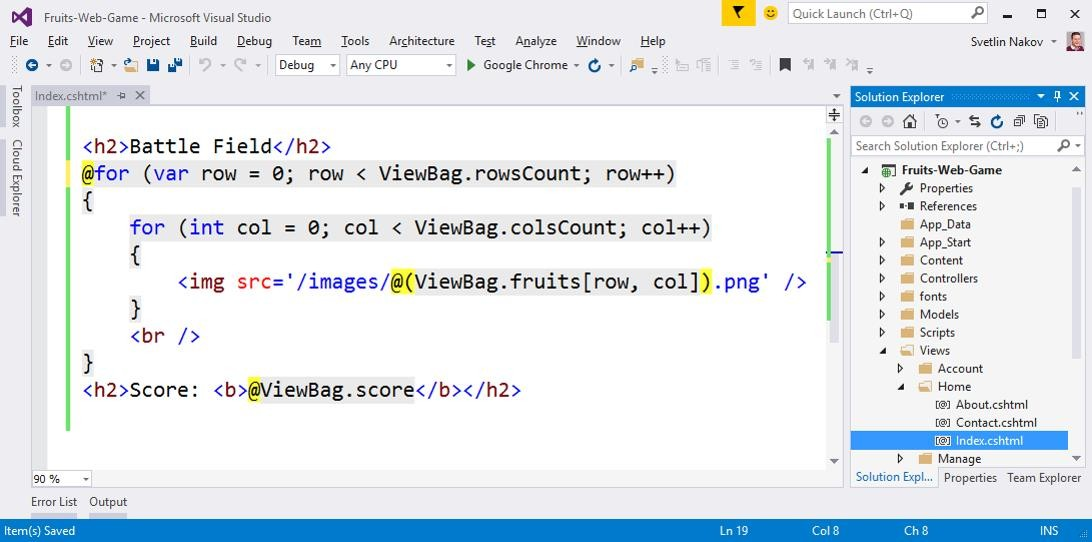 Fruits-Web-Game - Microsoft Visual Studio
Quick Launch (Ctrl+Q)
File Edit View Project Build Debug Team Tools Architecture Test Analyze Window Help
Svetlin Nakov
Debug Any CPU Google Chrome
Toolbox
Cloud Explorer
Index.cshtml*
<h2>Battle Field</h2>
@for (var row = 0; row < ViewBag.rowsCount; row++)
{
for (int col = 0; col < ViewBag.colsCount; col++)
{
<img src='/images/@(ViewBag.fruits[row, col]).png' />
}
<br />
}
<h2>Score: <b>@ViewBag.score</b></h2>
90 %
Solution Explorer
Search Solution Explorer (Ctrl+;)
Fruits-Web-Game
Properties
References
App_Data
App_Start
Content
Controllers
fonts
Models
Scripts
Views
Account
Home
About.cshtml
Contact.cshtml
Index.cshtml
Manage
Solution Expl... Properties Team Explorer
Error List Output
Item(s) Saved Ln 19 Col 8 Ch 8 INS